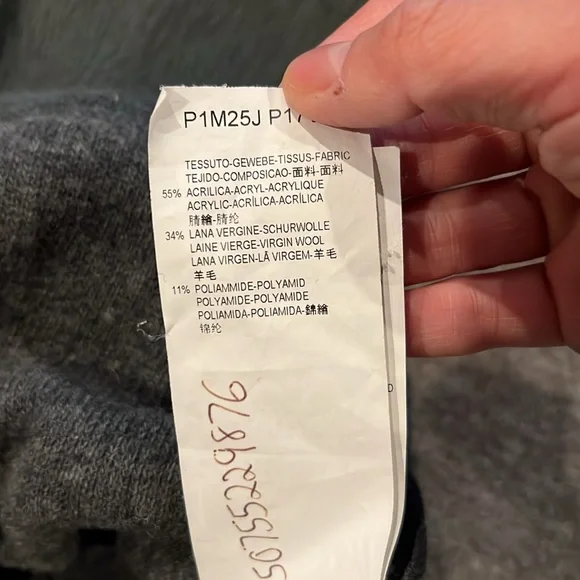 P1M25J
TESSUTO-GEWEBE-TISSUS-FABRIC
TEJIDO-COMPOSICAO-面料-面料
55% ACRILICA-ACRYL-ACRYLIQUE
ACRYLIC-ACRÍLICA-ACRÍLICA
腈綸-腈纶
34% LANA VERGINE-SCHURWOLLE
LAINE VIERGE-VIRGIN WOOL
LANA VIRGEN-LÃ VIRGEM-羊毛
羊毛
11% POLIAMMIDE-POLYAMID
POLYAMIDE-POLYAMIDE
POLIAMIDA-POLIAMIDA-錦綸
锦纶